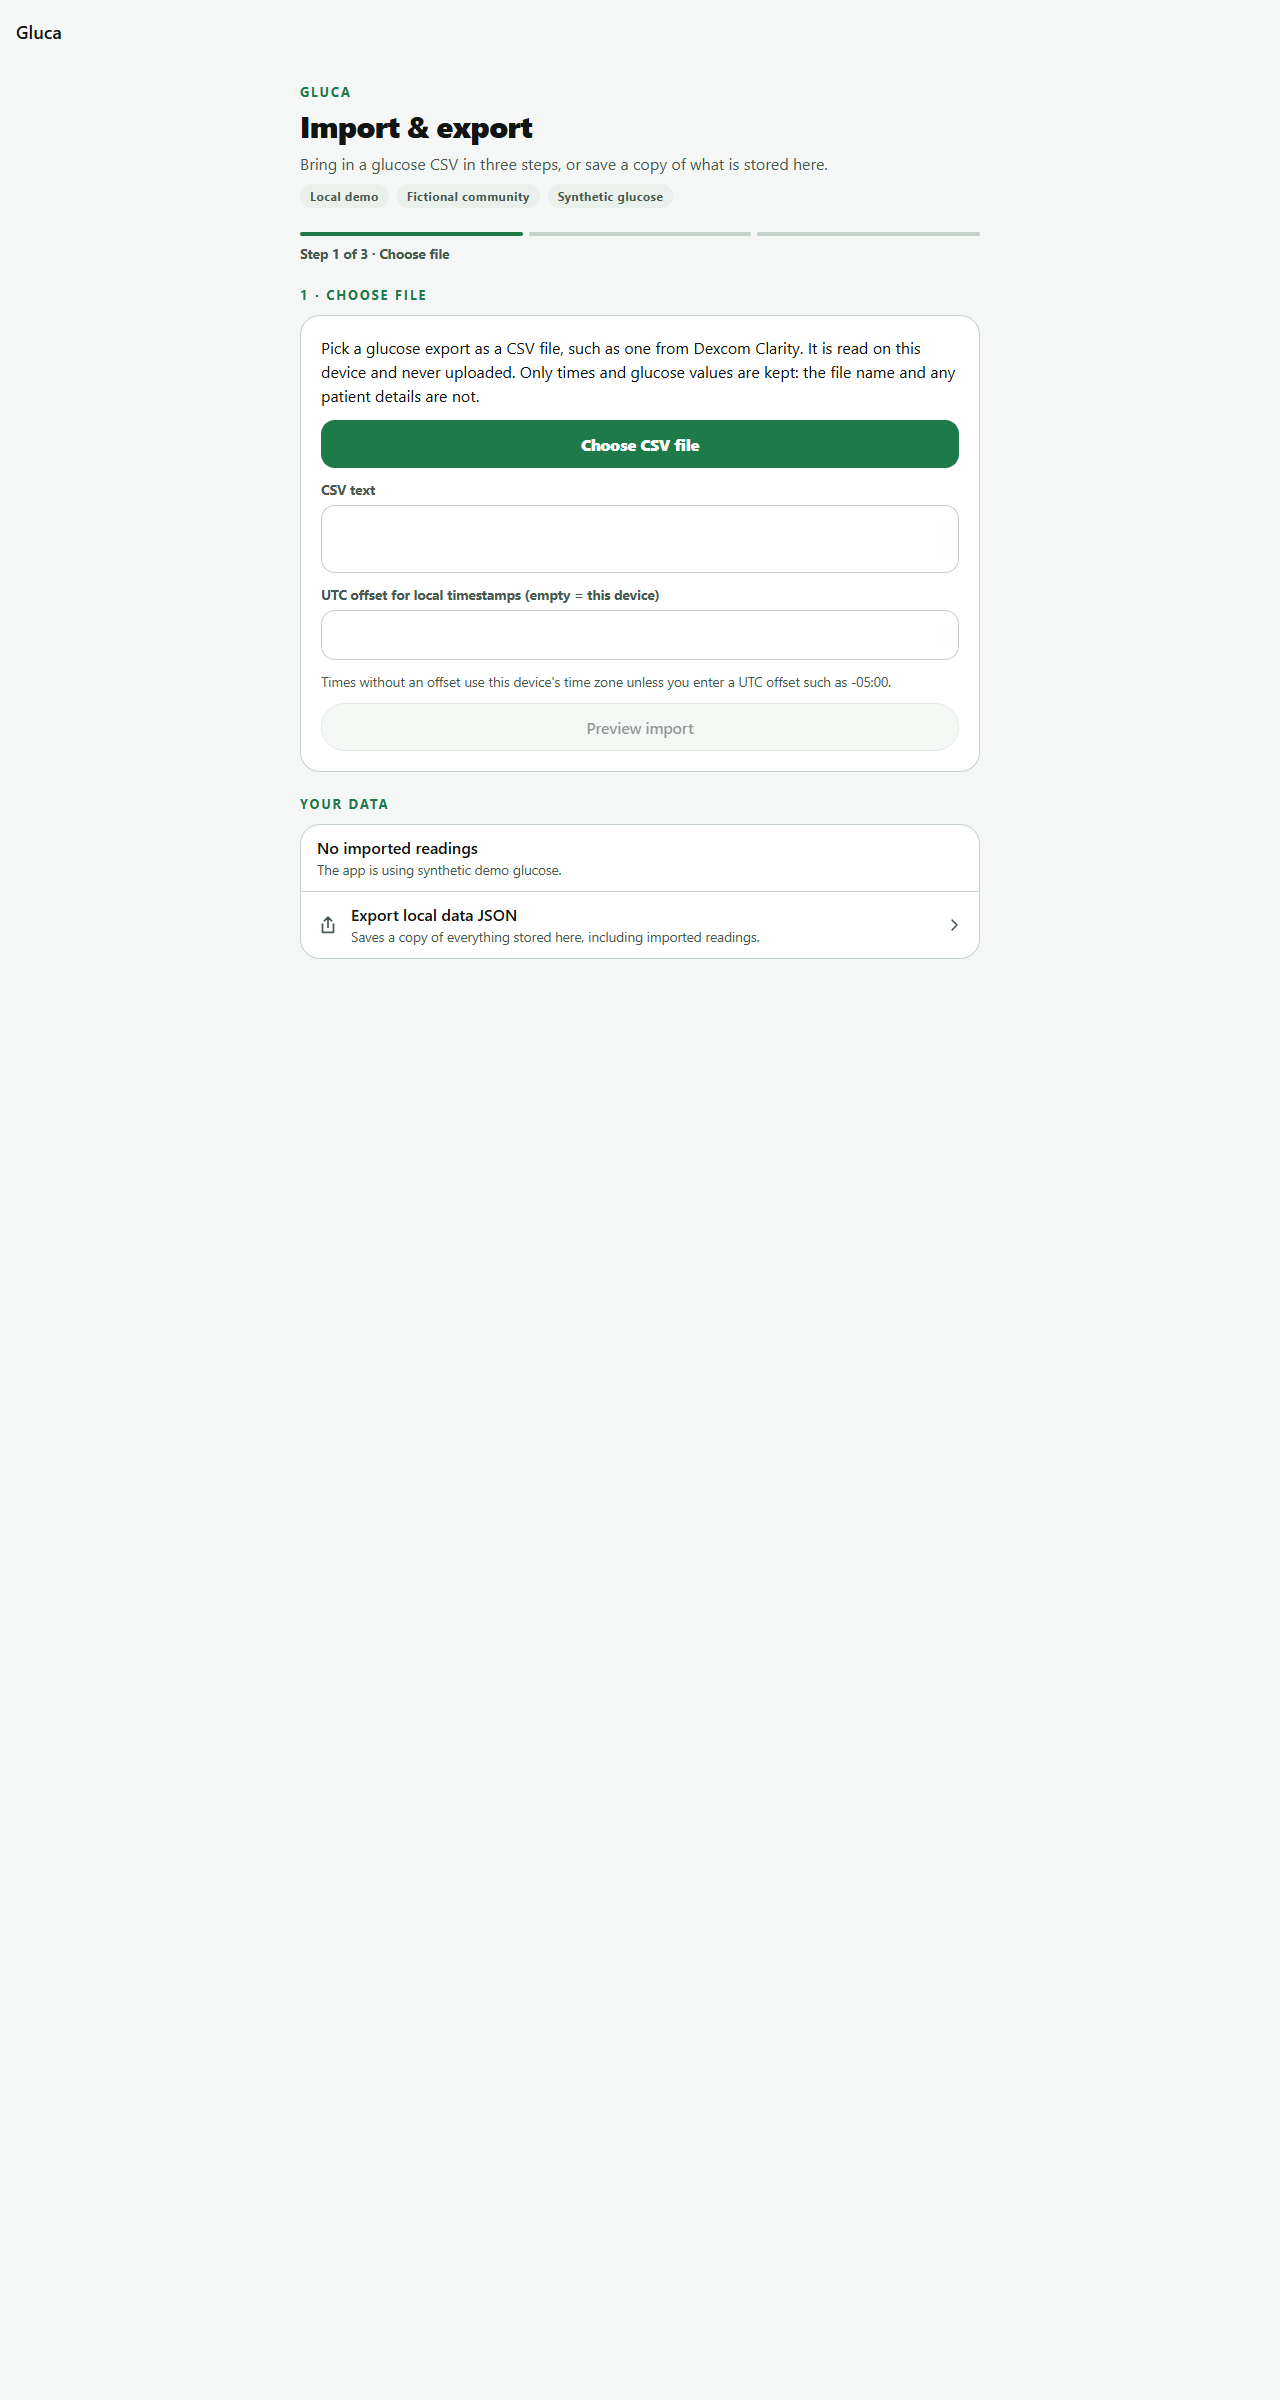 Gluca
GLUCA
Import & export
Bring in a glucose CSV in three steps, or save a copy of what is stored here.
Local demo
Fictional community
Synthetic glucose
Step 1 of 3 · Choose file
1 · CHOOSE FILE
Pick a glucose export as a CSV file, such as one from Dexcom Clarity. It is read on this
device and never uploaded. Only times and glucose values are kept: the file name and any
patient details are not.
Choose CSV file
CSV text
UTC offset for local timestamps (empty = this device)
Times without an offset use this device's time zone unless you enter a UTC offset such as -05:00.
Preview import
YOUR DATA
No imported readings
The app is using synthetic demo glucose.
Export local data JSON
Saves a copy of everything stored here, including imported readings.